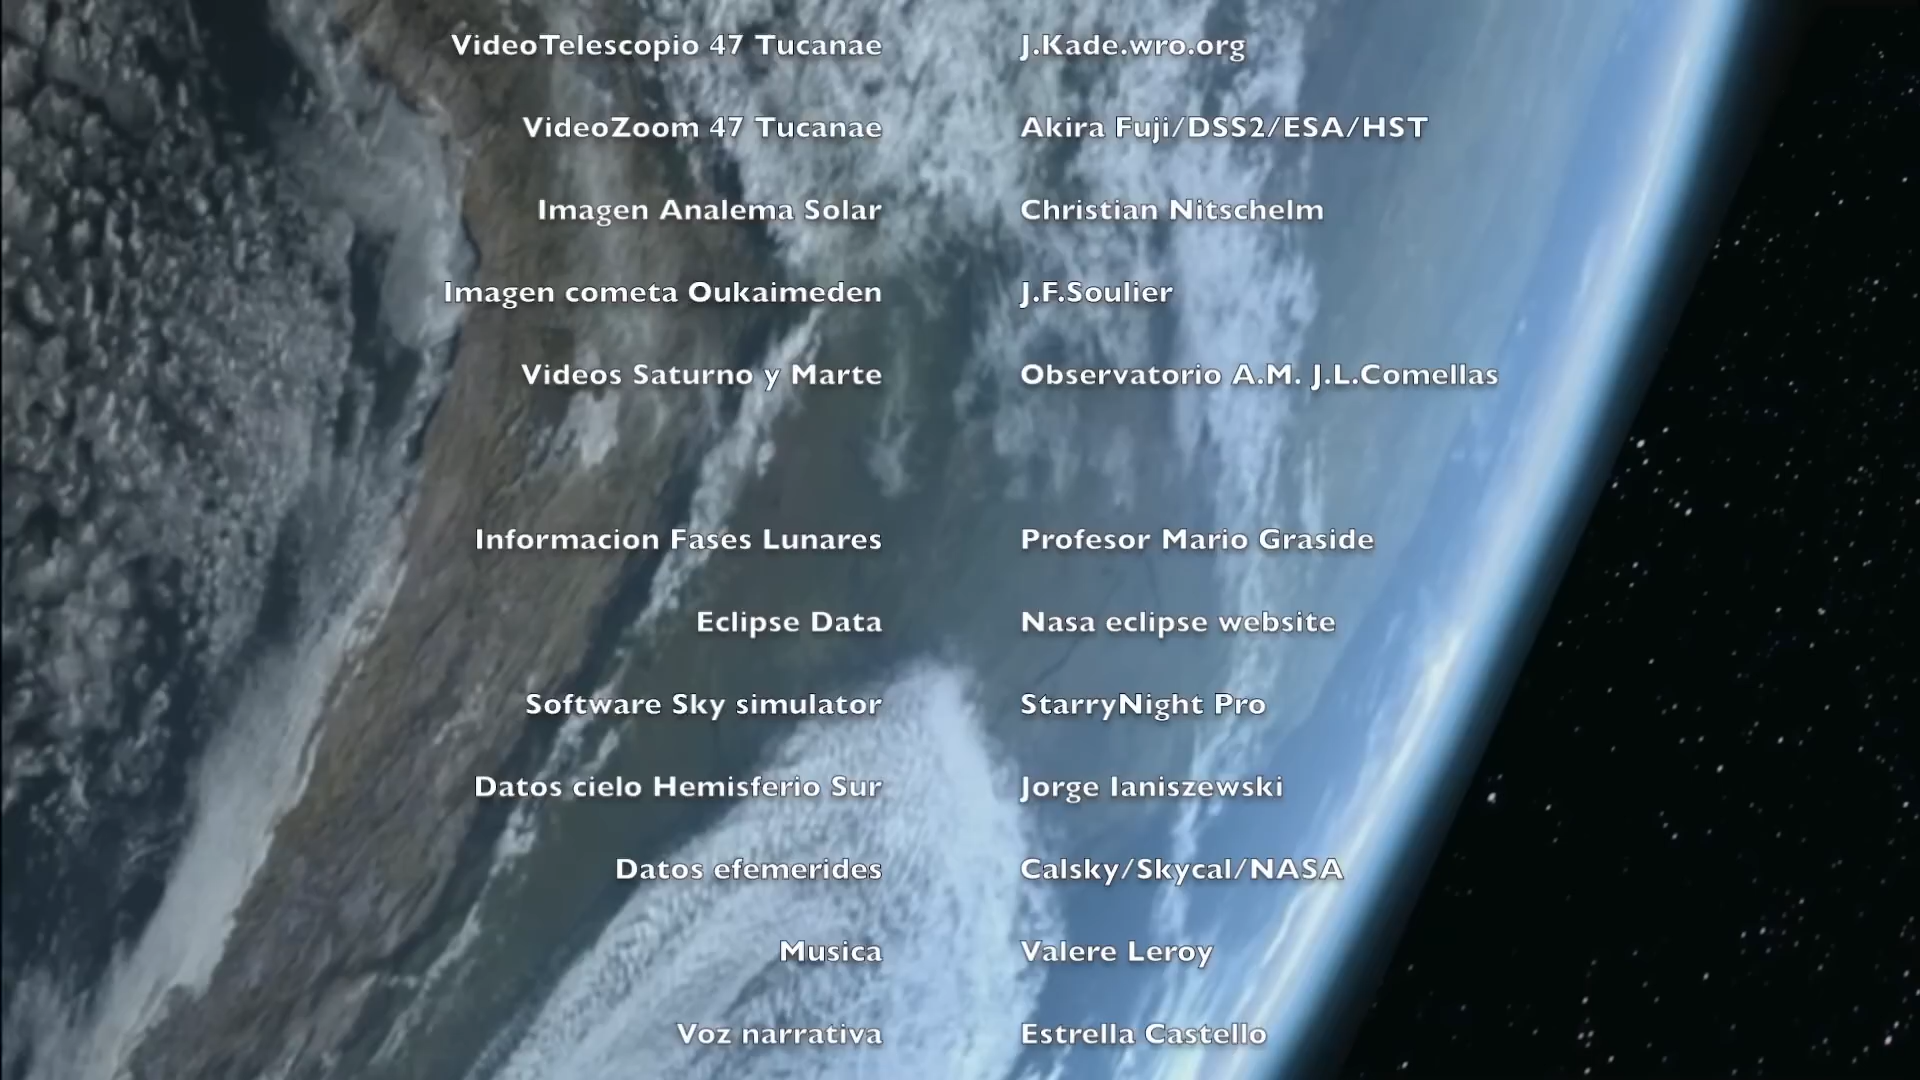 VideoTelescopio 47 Tucanae J.Kade.wro.org
VideoZoom 47 Tucanae Akira Fuji/DSS2/ESA/HST
Imagen Analema Solar Christian Nitschelm
Imagen cometa Oukaimeden J.F.Soulier
Videos Saturno y Marte Observatorio A.M. J.L.Comellas
Informacion Fases Lunares Profesor Mario Graside
Eclipse Data Nasa eclipse website
Software Sky simulator StarryNight Pro
Datos cielo Hemisferio Sur Jorge Ianiszewski
Datos efemerides Calsky/Skycal/NASA
Musica Valere Leroy
Voz narrativa Estrella Castello